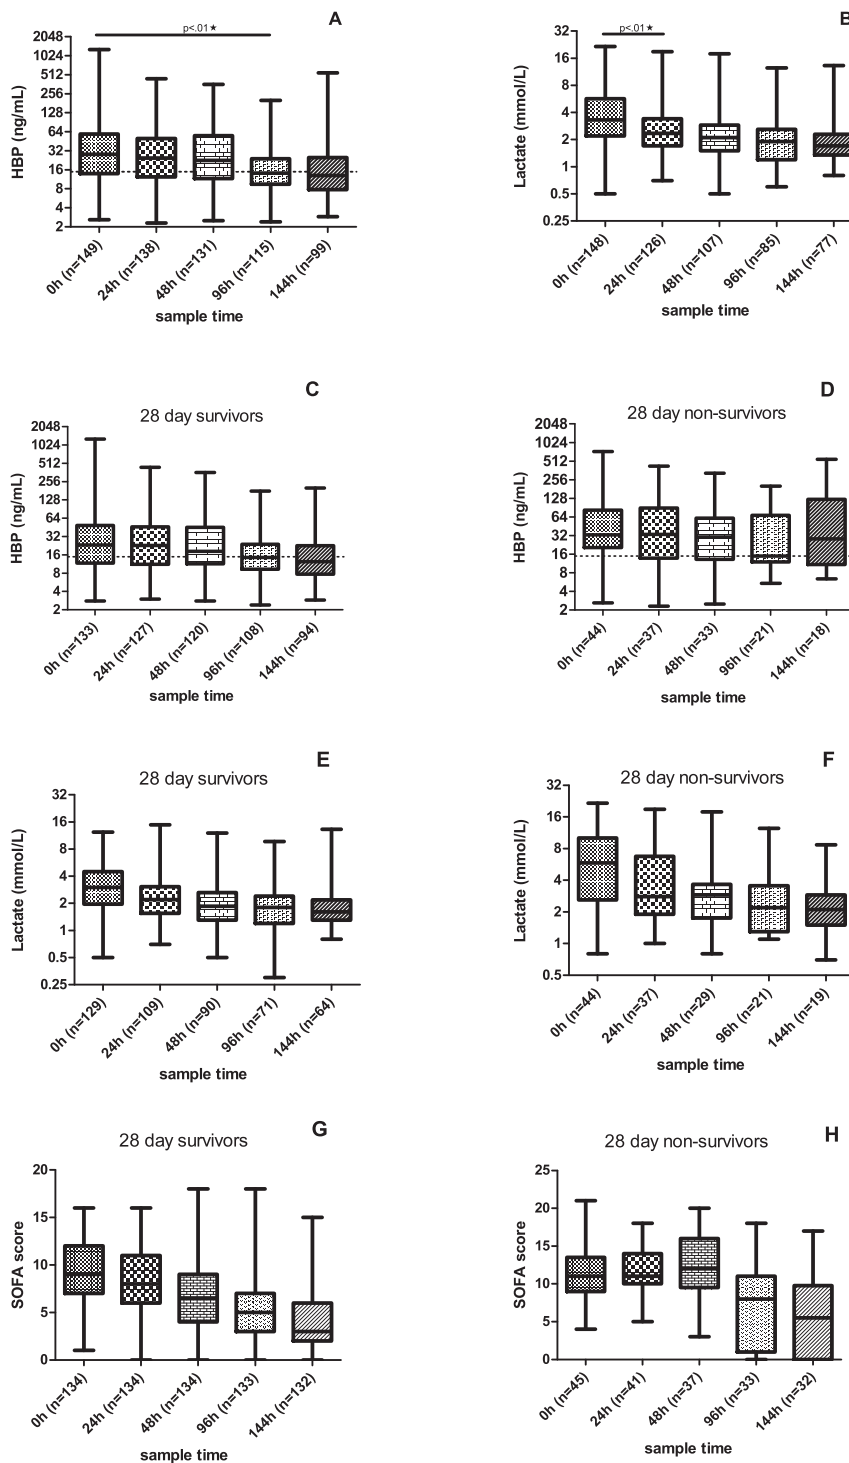 A
p<.01★
HBP (ng/mL)
2048
1024
512
256
128
64
32
16
8
4
2
0h (n=149)
24h (n=138)
48h (n=131)
96h (n=115)
144h (n=99)
sample time
B
p<.01★
Lactate (mmol/L)
32
16
8
4
2
1
0.5
0.25
0h (n=148)
24h (n=126)
48h (n=107)
96h (n=85)
144h (n=77)
sample time
C
28 day survivors
HBP (ng/mL)
2048
1024
512
256
128
64
32
16
8
4
2
0h (n=133)
24h (n=127)
48h (n=120)
96h (n=108)
144h (n=94)
sample time
D
28 day non-survivors
HBP (ng/mL)
2048
1024
512
256
128
64
32
16
8
4
2
0h (n=44)
24h (n=37)
48h (n=33)
96h (n=21)
144h (n=18)
sample time
E
28 day survivors
Lactate (mmol/L)
32
16
8
4
2
1
0.5
0.25
0h (n=129)
24h (n=109)
48h (n=90)
96h (n=71)
144h (n=64)
sample time
F
28 day non-survivors
Lactate (mmol/L)
32
16
8
4
2
1
0.5
0h (n=44)
24h (n=37)
48h (n=29)
96h (n=21)
144h (n=19)
sample time
G
28 day survivors
SOFA score
20
15
10
5
0
0h (n=134)
24h (n=134)
48h (n=134)
96h (n=133)
144h (n=132)
sample time
H
28 day non-survivors
SOFA score
25
20
15
10
5
0
0h (n=45)
24h (n=41)
48h (n=37)
96h (n=33)
144h (n=32)
sample time